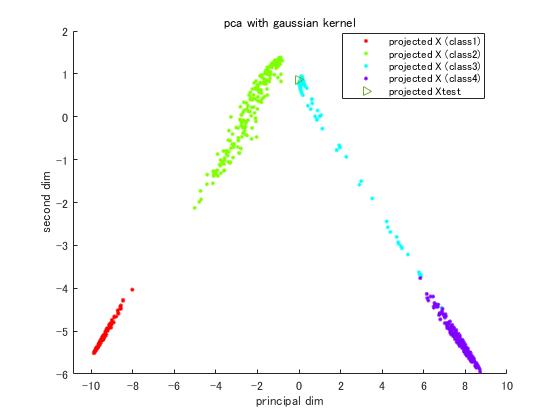 pca with gaussian kernel
projected X (class1)
projected X (class2)
projected X (class3)
projected X (class4)
projected Xtest
second dim
2
1
0
-1
-2
-3
-4
-5
-6
-10 -8 -6 -4 -2 0 2 4 6 8 10
principal dim